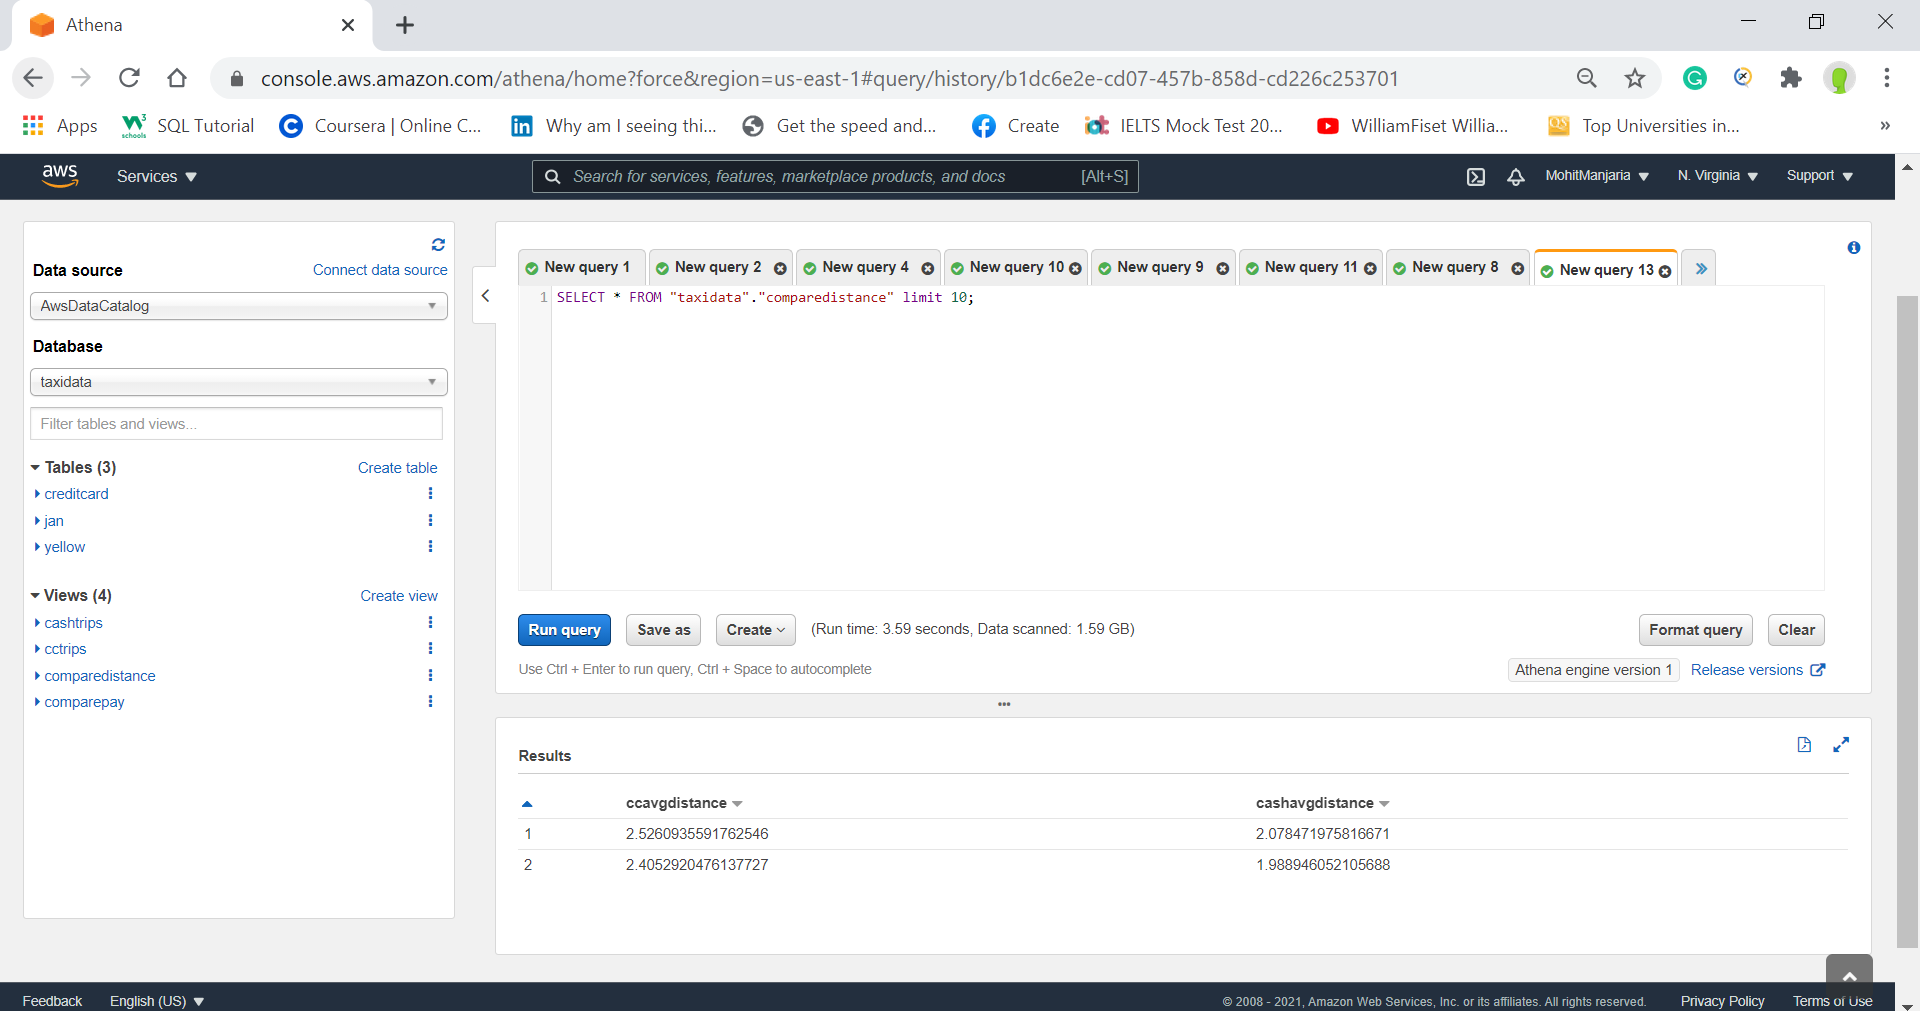 Athena
console.aws.amazon.com/athena/home?force&region=us-east-1#query/history/b1dc6e2e-cd07-457b-858d-cd226c253701
Apps SQL Tutorial Coursera | Online C... Why am I seeing thi... Get the speed and... Create IELTS Mock Test 20... WilliamFiset Willia... Top Universities in... »
aws Services Search for services, features, marketplace products, and docs [Alt+S] MohitManjaria N. Virginia Support
Data source Connect data source
AwsDataCatalog
Database
taxidata
Filter tables and views...
Tables (3) Create table
creditcard
jan
yellow
Views (4) Create view
cashtrips
cctrips
comparedistance
comparepay
New query 1 New query 2 New query 4 New query 10 New query 9 New query 11 New query 8 New query 13 »
1 SELECT * FROM "taxidata"."comparedistance" limit 10;
Run query Save as Create (Run time: 3.59 seconds, Data scanned: 1.59 GB) Format query Clear
Use Ctrl + Enter to run query, Ctrl + Space to autocomplete Athena engine version 1 Release versions
Results
ccavgdistance cashavgdistance
1 2.5260935591762546 2.078471975816671
2 2.4052920476137727 1.988946052105688
Feedback English (US) © 2008 - 2021, Amazon Web Services, Inc. or its affiliates. All rights reserved. Privacy Policy Terms of Use